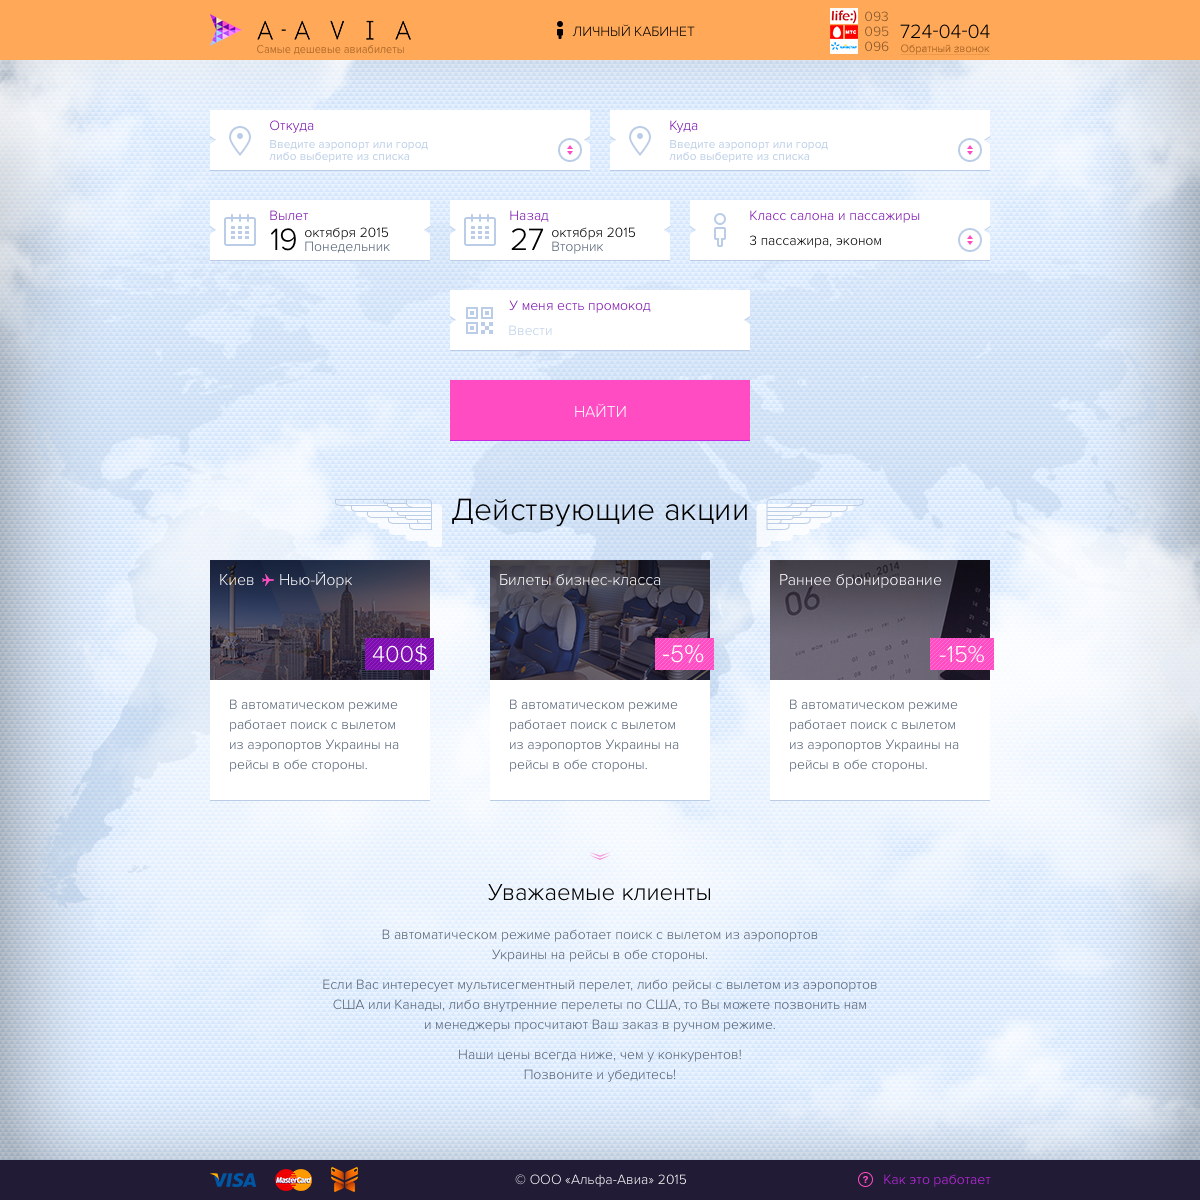 А-АВIА
Самые дешевые авиабилеты
ЛИЧНЫЙ КАБИНЕТ
life:)
093
МТС
095
київстар
096
724-04-04
Обратный звонок
Откуда
Введите аэропорт или город
либо выберите из списка
Куда
Введите аэропорт или город
либо выберите из списка
Вылет
19 октября 2015
Понедельник
Назад
27 октября 2015
Вторник
Класс салона и пассажиры
3 пассажира, эконом
У меня есть промокод
Ввести
НАЙТИ
Действующие акции
Киев Нью-Йорк
400$
В автоматическом режиме
работает поиск с вылетом
из аэропортов Украины на
рейсы в обе стороны.
Билеты бизнес-класса
-5%
В автоматическом режиме
работает поиск с вылетом
из аэропортов Украины на
рейсы в обе стороны.
Раннее бронирование
2014
06
-15%
В автоматическом режиме
работает поиск с вылетом
из аэропортов Украины на
рейсы в обе стороны.
Уважаемые клиенты
В автоматическом режиме работает поиск с вылетом из аэропортов
Украины на рейсы в обе стороны.
Если Вас интересует мультисегментный перелет, либо рейсы с вылетом из аэропортов
США или Канады, либо внутренние перелеты по США, то Вы можете позвонить нам
и менеджеры просчитают Ваш заказ в ручном режиме.
Наши цены всегда ниже, чем у конкурентов!
Позвоните и убедитесь!
VISA
MasterCard
© ООО «Альфа-Авиа» 2015
? Как это работает